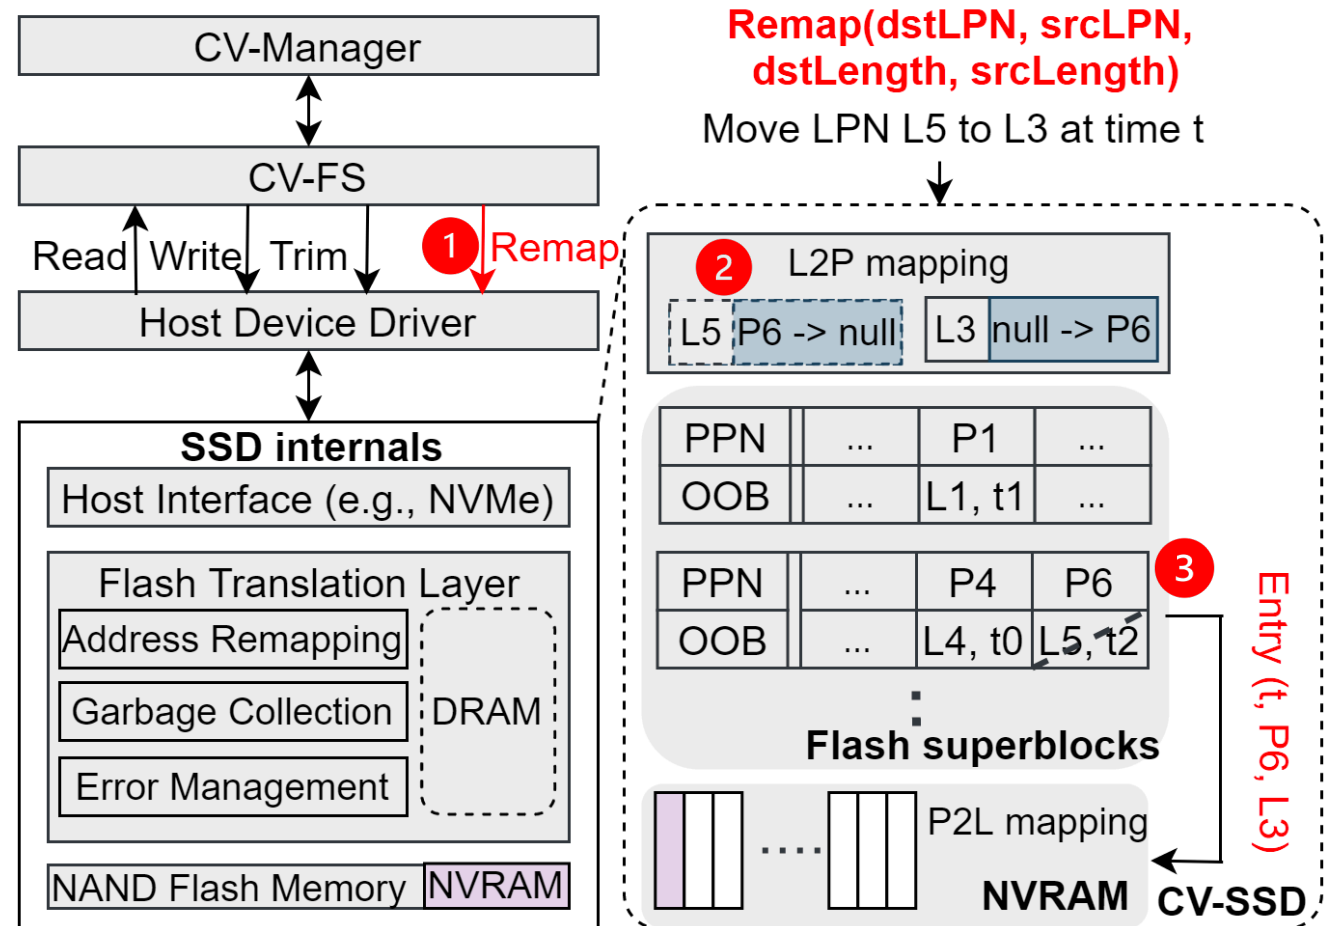 CV-Manager
CV-FS
Read
Write
Trim
1
Remap
Host Device Driver
SSD internals
Host Interface (e.g., NVMe)
Flash Translation Layer
Address Remapping
Garbage Collection
Error Management
DRAM
NAND Flash Memory
NVRAM
Remap(dstLPN, srcLPN,
dstLength, srcLength)
Move LPN L5 to L3 at time t
2
L2P mapping
L5 P6 -> null
L3 null -> P6
PPN ... P1 ...
OOB ... L1, t1 ...
PPN ... P4 P6
OOB ... L4, t0 L5, t2
3
Flash superblocks
Entry (t, P6, L3)
P2L mapping
NVRAM
CV-SSD